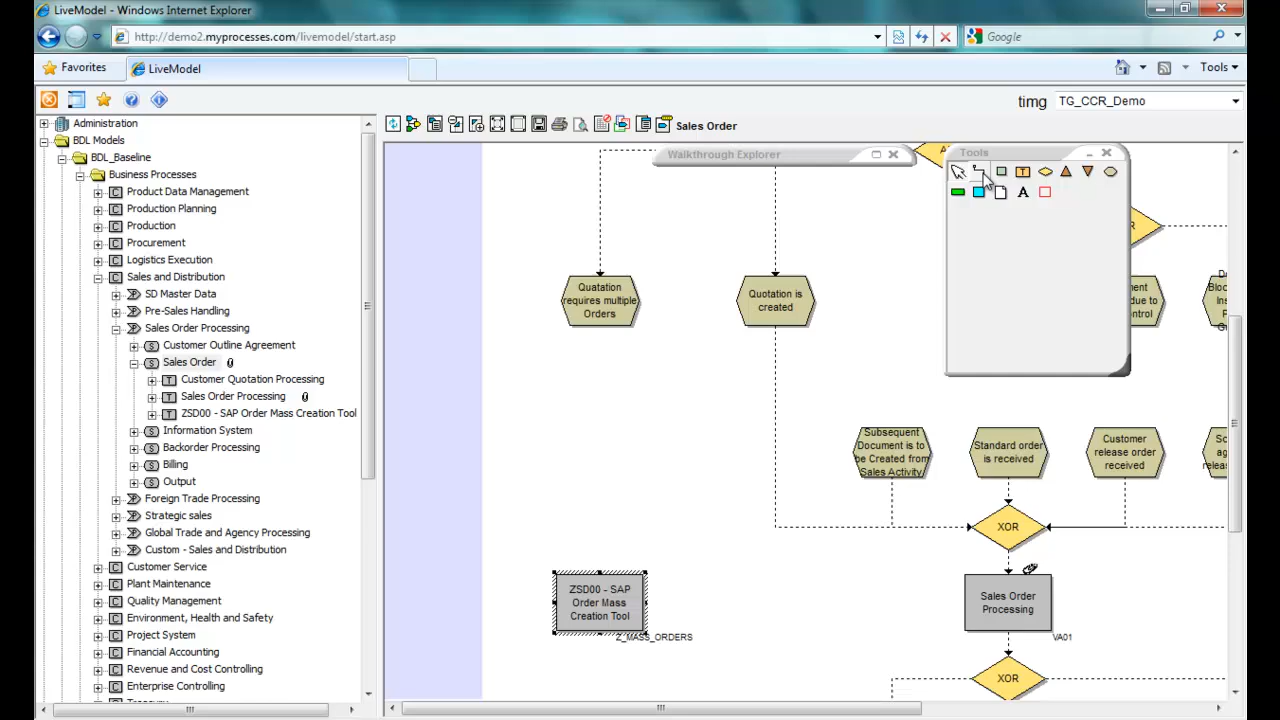 LiveModel - Windows Internet Explorer
http://demo2.myprocesses.com/livemodel/start.asp
Google
Favorites
LiveModel
Tools
timg
TG_CCR_Demo
Administration
BDL Models
BDL_Baseline
Business Processes
Product Data Management
Production Planning
Production
Procurement
Logistics Execution
Sales and Distribution
SD Master Data
Pre-Sales Handling
Sales Order Processing
Customer Outline Agreement
Sales Order
Customer Quotation Processing
Sales Order Processing
ZSD00 - SAP Order Mass Creation Tool
Information System
Backorder Processing
Billing
Output
Foreign Trade Processing
Strategic sales
Global Trade and Agency Processing
Custom - Sales and Distribution
Customer Service
Plant Maintenance
Quality Management
Environment, Health and Safety
Project System
Financial Accounting
Revenue and Cost Controlling
Enterprise Controlling
Sales Order
Walkthrough Explorer
Tools
T
A
Quatation
requires multiple
Orders
Quotation is
created
due to
Subsequent
Document is to
be Created from
Sales Activity
Standard order
is received
Customer
release order
received
XOR
ZSD00 - SAP
Order Mass
Creation Tool
Z_MASS_ORDERS
Sales Order
Processing
VA01
XOR